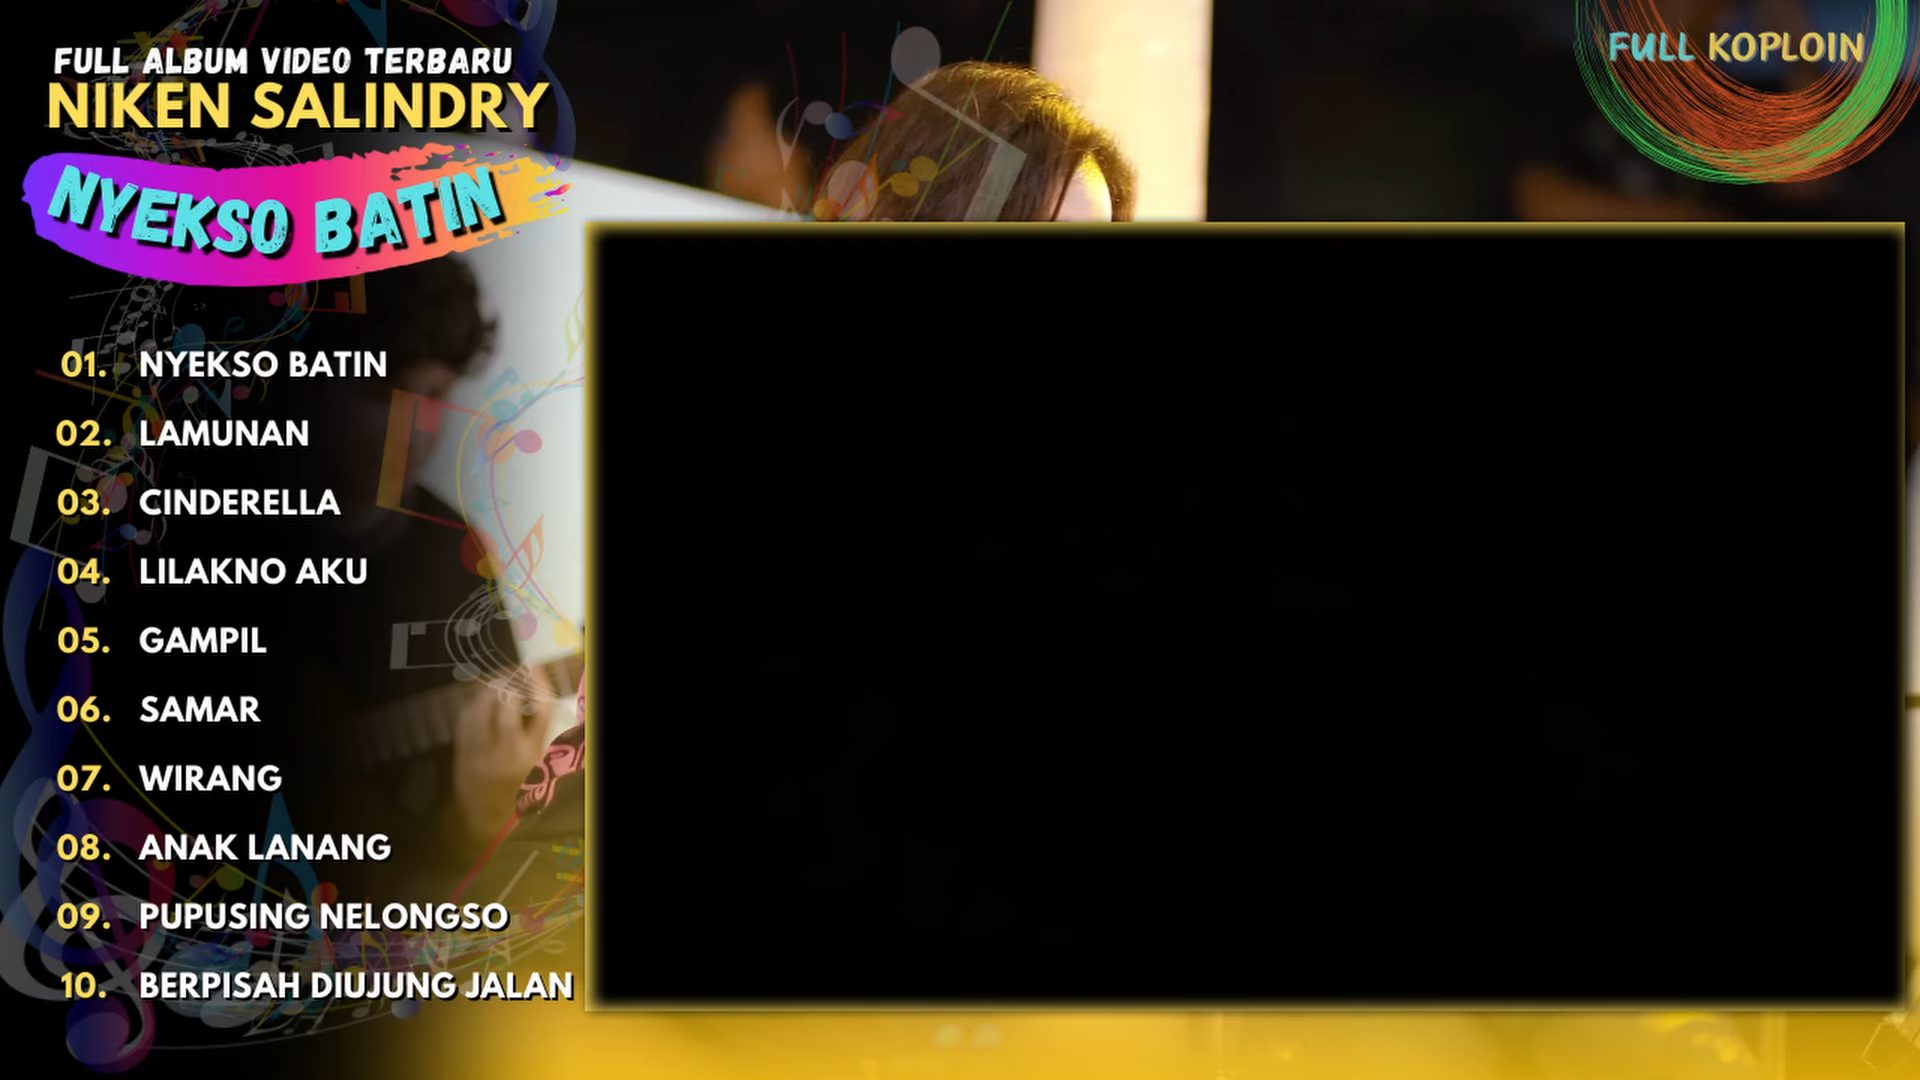 FULL ALBUM VIDEO TERBARU
NIKEN SALINDRY
NYEKSO BATIN
FULL KOPLOIN
01. NYEKSO BATIN
02. LAMUNAN
03. CINDERELLA
04. LILAKNO AKU
05. GAMPIL
06. SAMAR
07. WIRANG
08. ANAK LANANG
09. PUPUSING NELONGSO
10. BERPISAH DIUJUNG JALAN